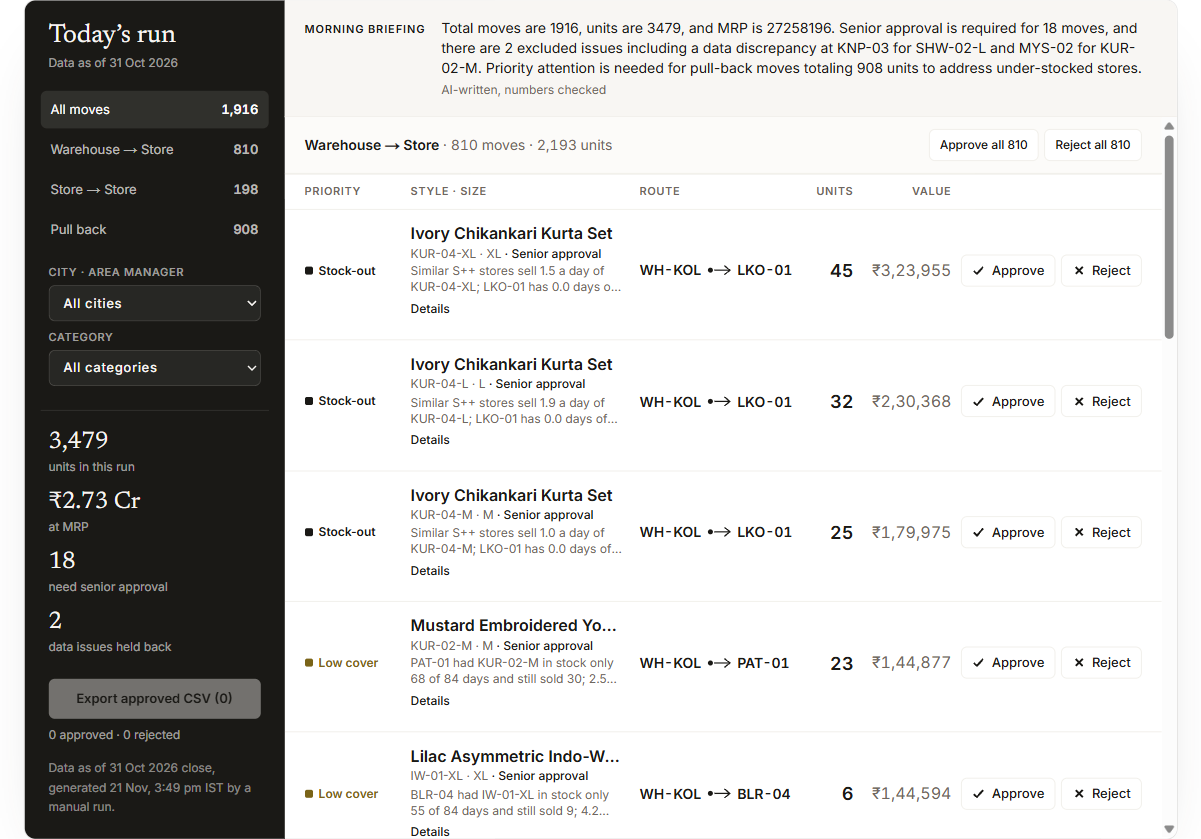 Today's run
Data as of 31 Oct 2026
All moves 1,916
Warehouse → Store 810
Store → Store 198
Pull back 908
CITY · AREA MANAGER
All cities
CATEGORY
All categories
3,479
units in this run
₹2.73 Cr
at MRP
18
need senior approval
2
data issues held back
Export approved CSV (0)
0 approved · 0 rejected
Data as of 31 Oct 2026 close,
generated 21 Nov, 3:49 pm IST by a
manual run.
MORNING BRIEFING
Total moves are 1916, units are 3479, and MRP is 27258196. Senior approval is required for 18 moves, and
there are 2 excluded issues including a data discrepancy at KNP-03 for SHW-02-L and MYS-02 for KUR-
02-M. Priority attention is needed for pull-back moves totaling 908 units to address under-stocked stores.
AI-written, numbers checked
Warehouse → Store · 810 moves · 2,193 units
Approve all 810 Reject all 810
PRIORITY STYLE · SIZE ROUTE UNITS VALUE
Ivory Chikankari Kurta Set
KUR-04-XL · XL · Senior approval
Similar S++ stores sell 1.5 a day of
KUR-04-XL; LKO-01 has 0.0 days o...
Details
Stock-out WH-KOL LKO-01 45 ₹3,23,955 Approve Reject
Ivory Chikankari Kurta Set
KUR-04-L · L · Senior approval
Similar S++ stores sell 1.9 a day of
KUR-04-L; LKO-01 has 0.0 days of...
Details
Stock-out WH-KOL LKO-01 32 ₹2,30,368 Approve Reject
Ivory Chikankari Kurta Set
KUR-04-M · M · Senior approval
Similar S++ stores sell 1.0 a day of
KUR-04-M; LKO-01 has 0.0 days of...
Details
Stock-out WH-KOL LKO-01 25 ₹1,79,975 Approve Reject
Mustard Embroidered Yo...
KUR-02-M · M · Senior approval
PAT-01 had KUR-02-M in stock only
68 of 84 days and still sold 30; 2.5...
Details
Low cover WH-KOL PAT-01 23 ₹1,44,877 Approve Reject
Lilac Asymmetric Indo-W...
IW-01-XL · XL · Senior approval
BLR-04 had IW-01-XL in stock only
55 of 84 days and still sold 9; 4.2...
Details
Low cover WH-KOL BLR-04 6 ₹1,44,594 Approve Reject